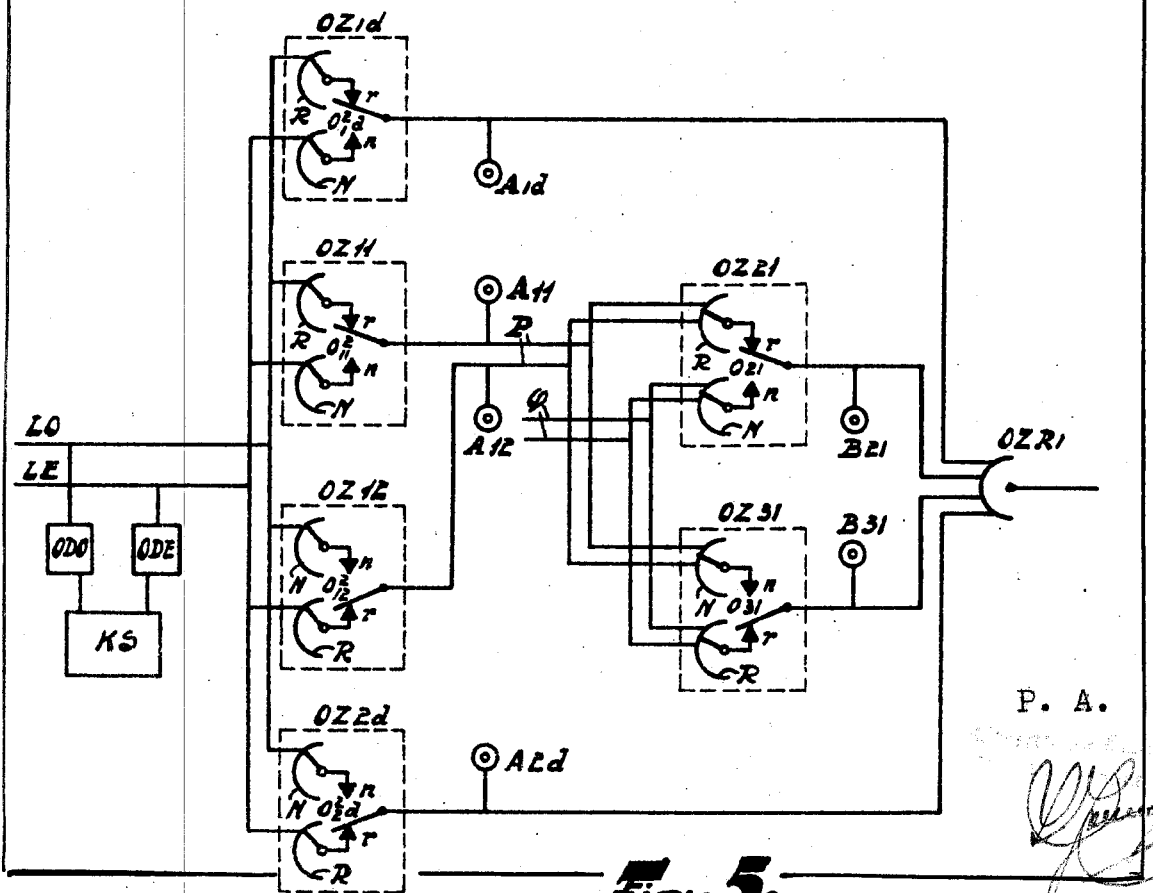 OZ1d
r
R
O²₁d
n
N
A1d
OZ11
r
R
O²₁₁
n
N
A11
P
Q
A12
OZ21
r
R
O21
n
N
B21
LO
LE
ODO
ODE
KS
OZ12
n
N
O²₁₂
r
R
OZ31
n
N
O31
r
R
B31
OZR1
OZ2d
n
N
O²₂d
r
R
A2d
P. A.
Fig. 5